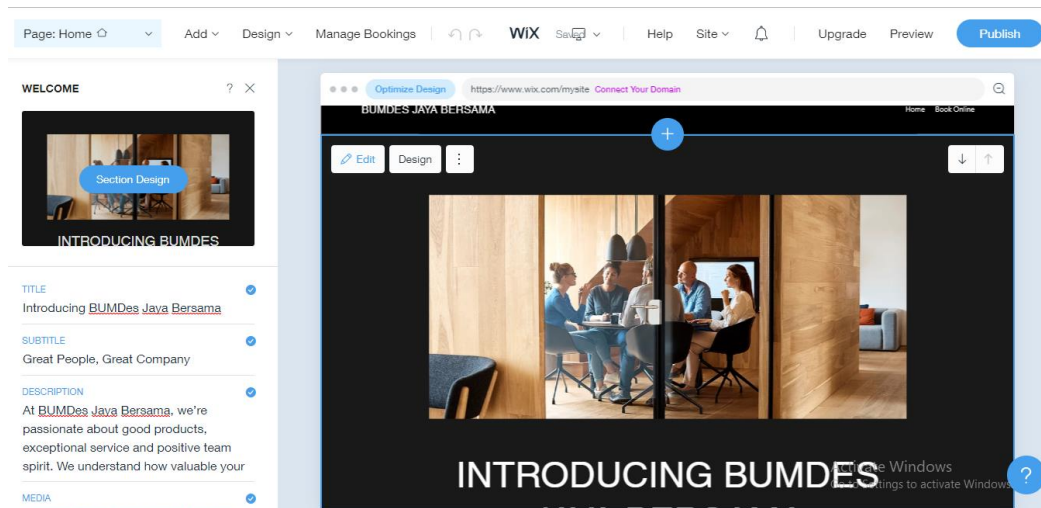 Page: Home Add Design Manage Bookings WiX Saved Help Site Upgrade Preview Publish
WELCOME ?
Section Design
INTRODUCING BUMDES
TITLE
Introducing BUMDes Jaya Bersama
SUBTITLE
Great People, Great Company
DESCRIPTION
At BUMDes Jaya Bersama, we're
passionate about good products,
exceptional service and positive team
spirit. We understand how valuable your
MEDIA
Optimize Design https://www.wix.com/mysite Connect Your Domain
BUMDES JAYA BERSAMA Home Book Online
Edit Design
INTRODUCING BUMDES
Activate Windows
Go to Settings to activate Windows.
?